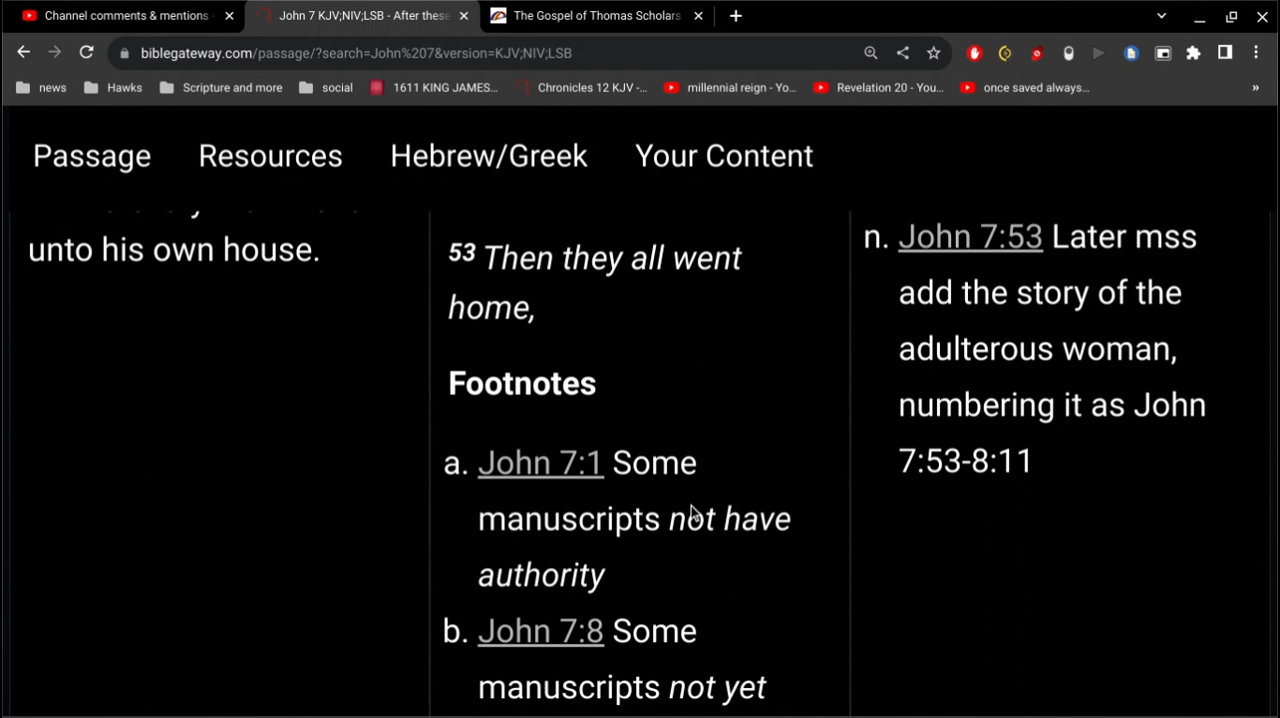 Channel comments & mentions
John 7 KJV;NIV;LSB - After these
The Gospel of Thomas Scholars
biblegateway.com/passage/?search=John%207&version=KJV;NIV;LSB
news
Hawks
Scripture and more
social
1611 KING JAMES...
Chronicles 12 KJV -...
millennial reign - Yo...
Revelation 20 - You...
once saved always...
»
Passage
Resources
Hebrew/Greek
Your Content
unto his own house.
53 Then they all went
home,
Footnotes
a. John 7:1 Some
manuscripts not have
authority
b. John 7:8 Some
manuscripts not yet
n. John 7:53 Later mss
add the story of the
adulterous woman,
numbering it as John
7:53-8:11